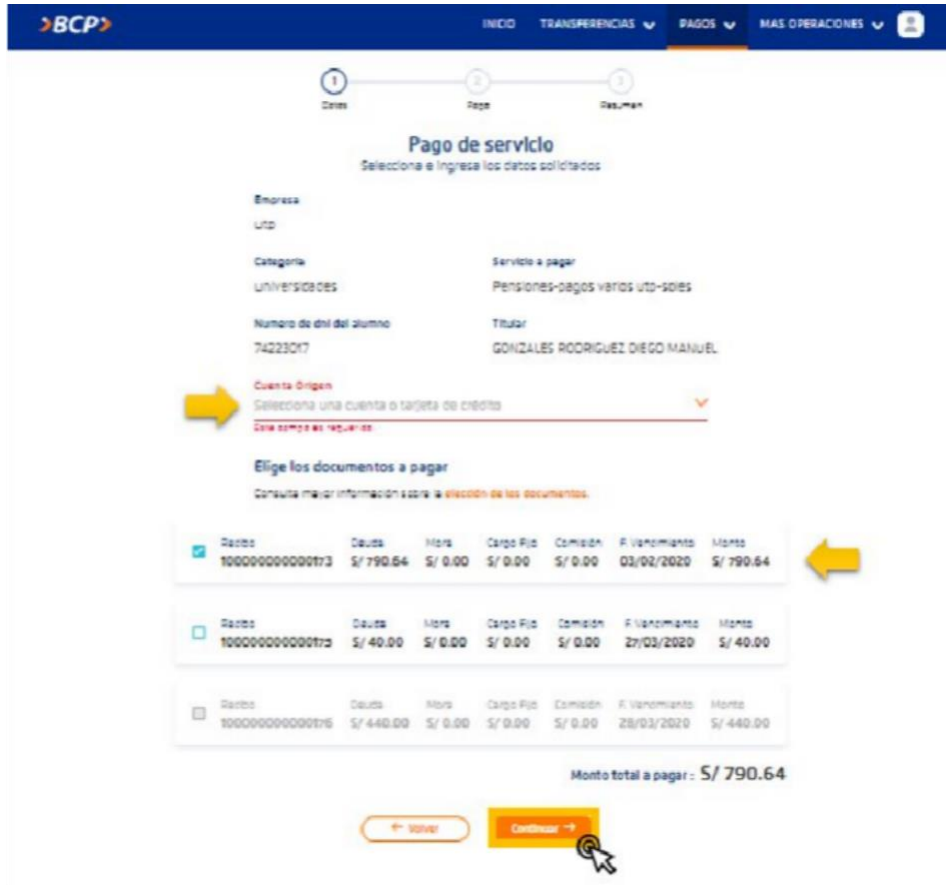 BCP INICIO TRANSFERENCIAS PAGOS MAS OPERACIONES
1 2 3
Datos Pago Resumen
Pago de servicio
Selecciona e ingresa los datos solicitados
Empresa
utp
Categoría Servicio a pagar
universidades Pensiones-pagos varios utp-soles
Numero de dni del alumno Titular
74223017 GONZALES RODRIGUEZ DIEGO MANUEL
Cuenta Origen
Selecciona una cuenta o tarjeta de crédito
Este campo es requerido.
Elige los documentos a pagar
Consulta mayor información sobre la elección de los documentos.
Recibo Deuda Mora Cargo Fijo Comisión F. Vencimiento Monto
100000000000173 S/ 790.64 S/ 0.00 S/ 0.00 S/ 0.00 03/02/2020 S/ 790.64
Recibo Deuda Mora Cargo Fijo Comisión F. Vencimiento Monto
100000000000175 S/ 40.00 S/ 0.00 S/ 0.00 S/ 0.00 27/03/2020 S/ 40.00
Recibo Deuda Mora Cargo Fijo Comisión F. Vencimiento Monto
100000000000176 S/ 440.00 S/ 0.00 S/ 0.00 S/ 0.00 28/03/2020 S/ 440.00
Monto total a pagar : S/ 790.64
← Volver Continuar →